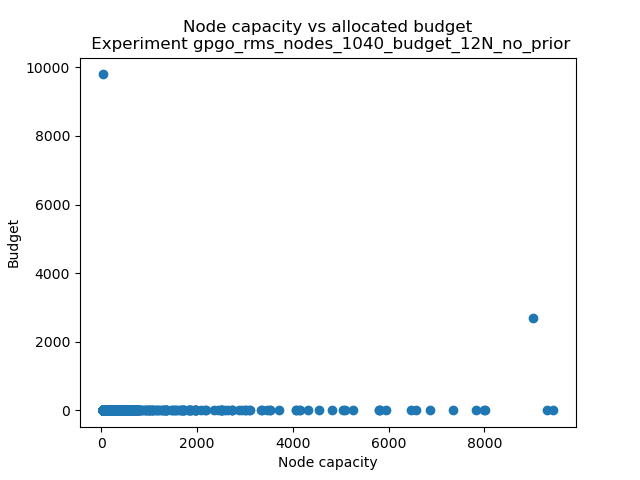 Node capacity vs allocated budget
Experiment gpgo_rms_nodes_1040_budget_12N_no_prior
10000
8000
6000
4000
2000
0
Budget
0 2000 4000 6000 8000
Node capacity